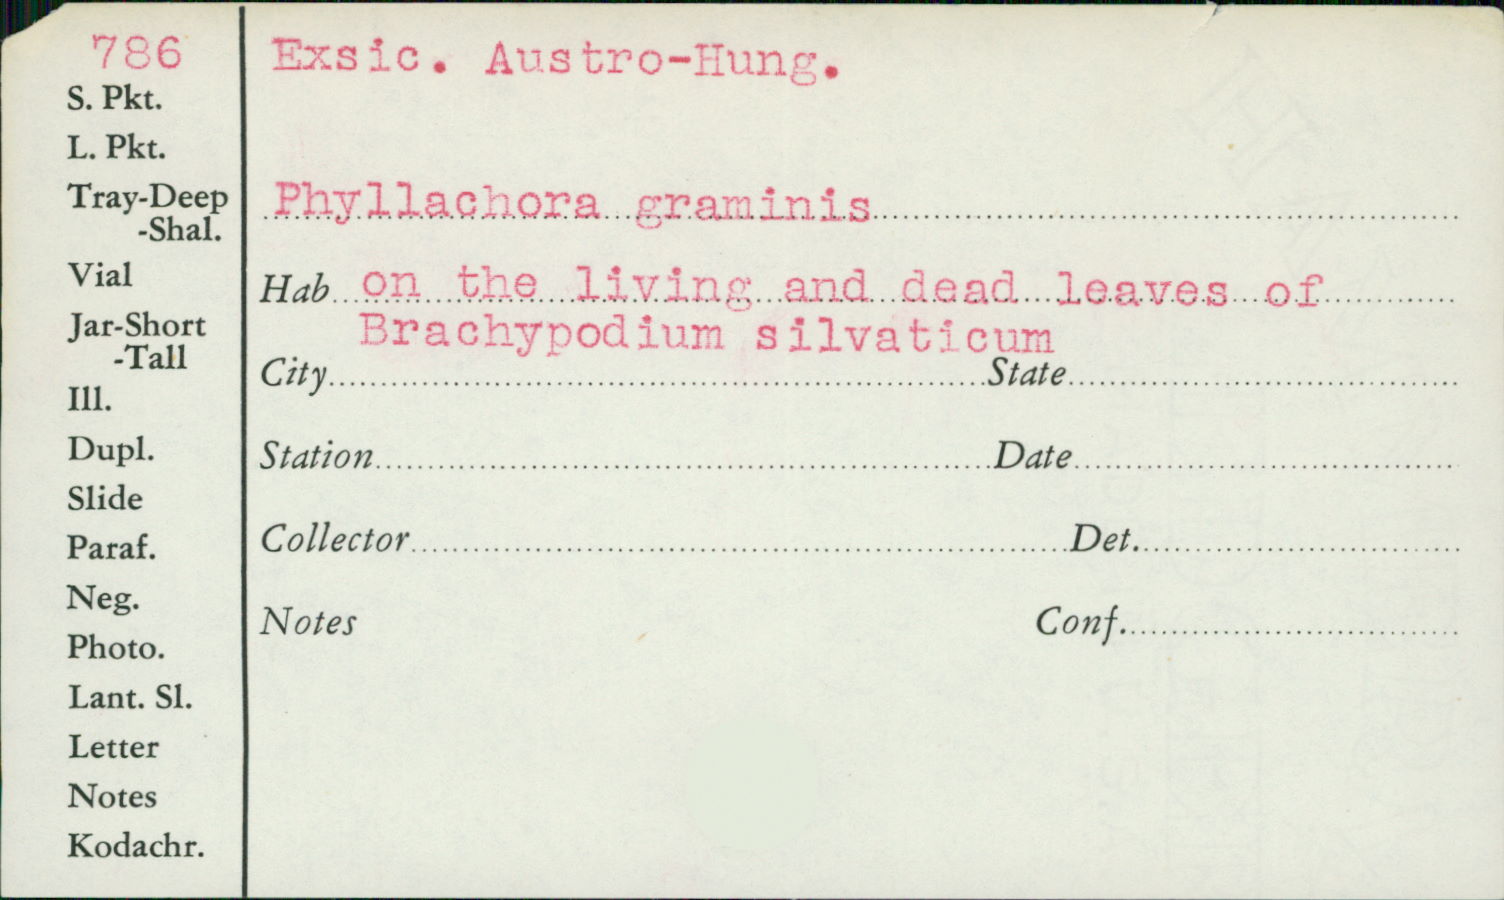 786
S. Pkt.
L. Pkt.
Tray-Deep
-Shal.
Vial
Jar-Short
-Tall
Ill.
Dupl.
Slide
Paraf.
Neg.
Photo.
Lant. Sl.
Letter
Notes
Kodachr.
Exsic. Austro-Hung.
Phyllachora graminis
Hab on the living and dead leaves of
Brachypodium silvaticum
City State
Station Date
Collector Det.
Notes Conf.